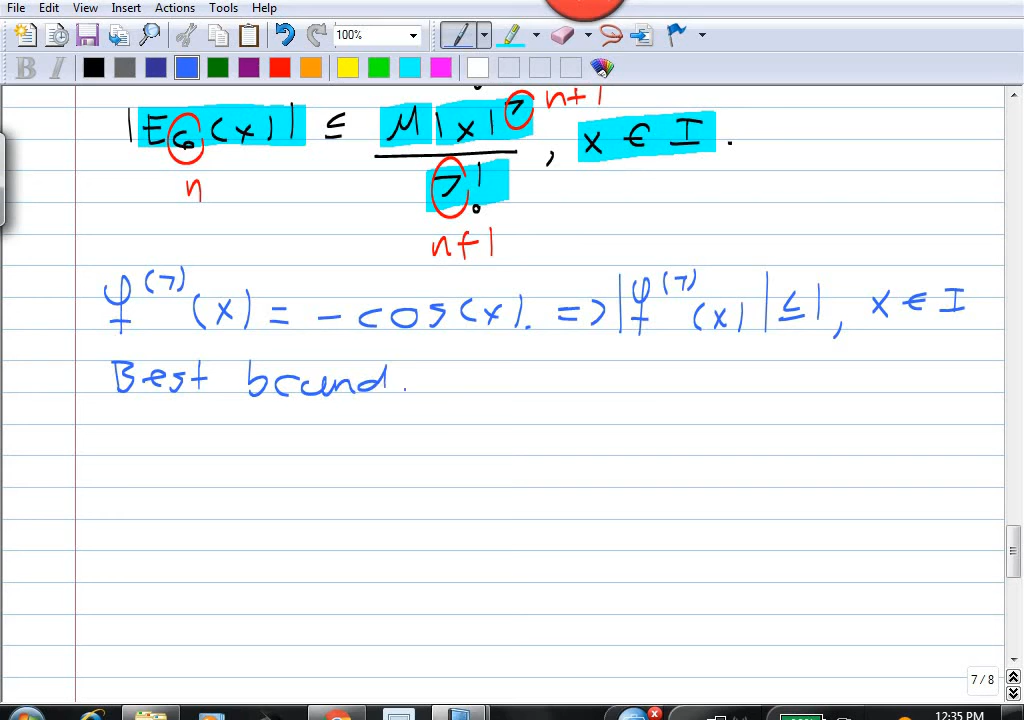 File Edit View Insert Actions Tools Help
100%
B I
n+1
|E6(x)| ≤ M|x|^7 / 7! , x ∈ I.
n
n+1
f^(7)(x) = -cos(x). => |f^(7)(x)| ≤ 1, x ∈ I
Best bound.
7 / 8
12:35 PM